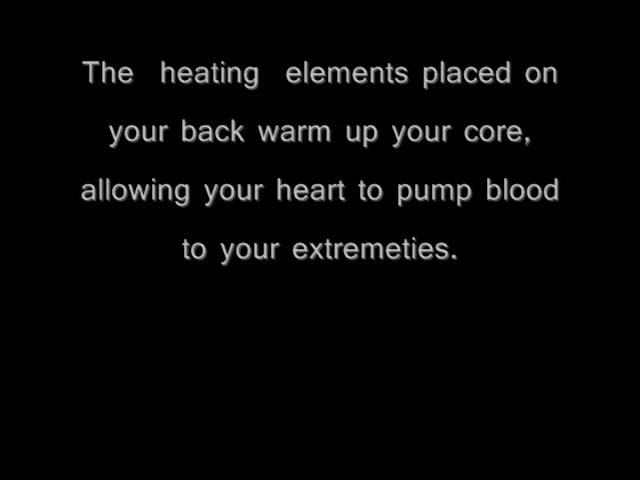 The heating elements placed on
your back warm up your core,
allowing your heart to pump blood
to your extremeties.